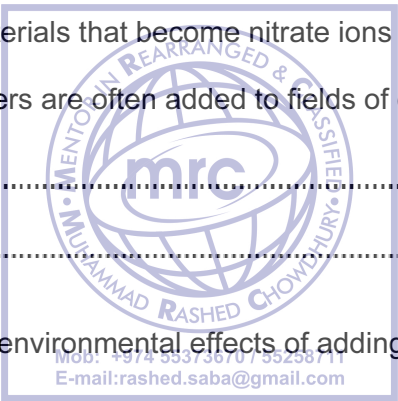 erials that become nitrate ions
REARRANGED & CLASSIFIED
ers are often added to fields of
MENTOR IN
mrc
MUHAMMAD RASHED CHOWDHURY
environmental effects of adding
Mob: +974 55373670 / 55258711
E-mail:rashed.saba@gmail.com